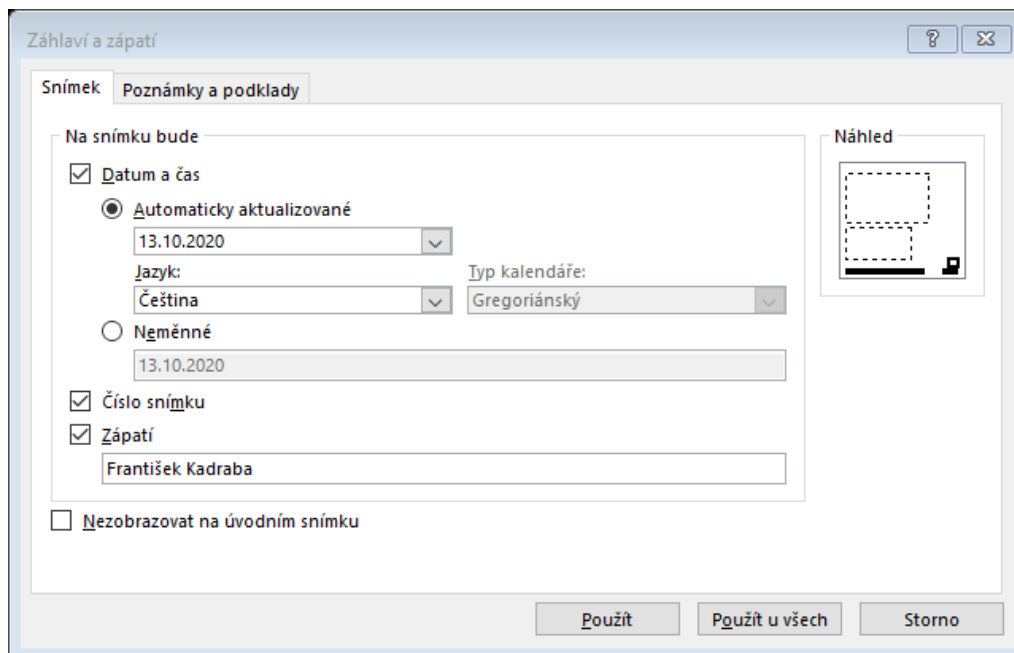 Záhlaví a zápatí
Snímek Poznámky a podklady
Na snímku bude
Náhled
Datum a čas
Automaticky aktualizované
13.10.2020
Jazyk: Typ kalendáře:
Čeština Gregoriánský
Neměnné
13.10.2020
Číslo snímku
Zápatí
František Kadraba
Nezobrazovat na úvodním snímku
Použít Použít u všech Storno